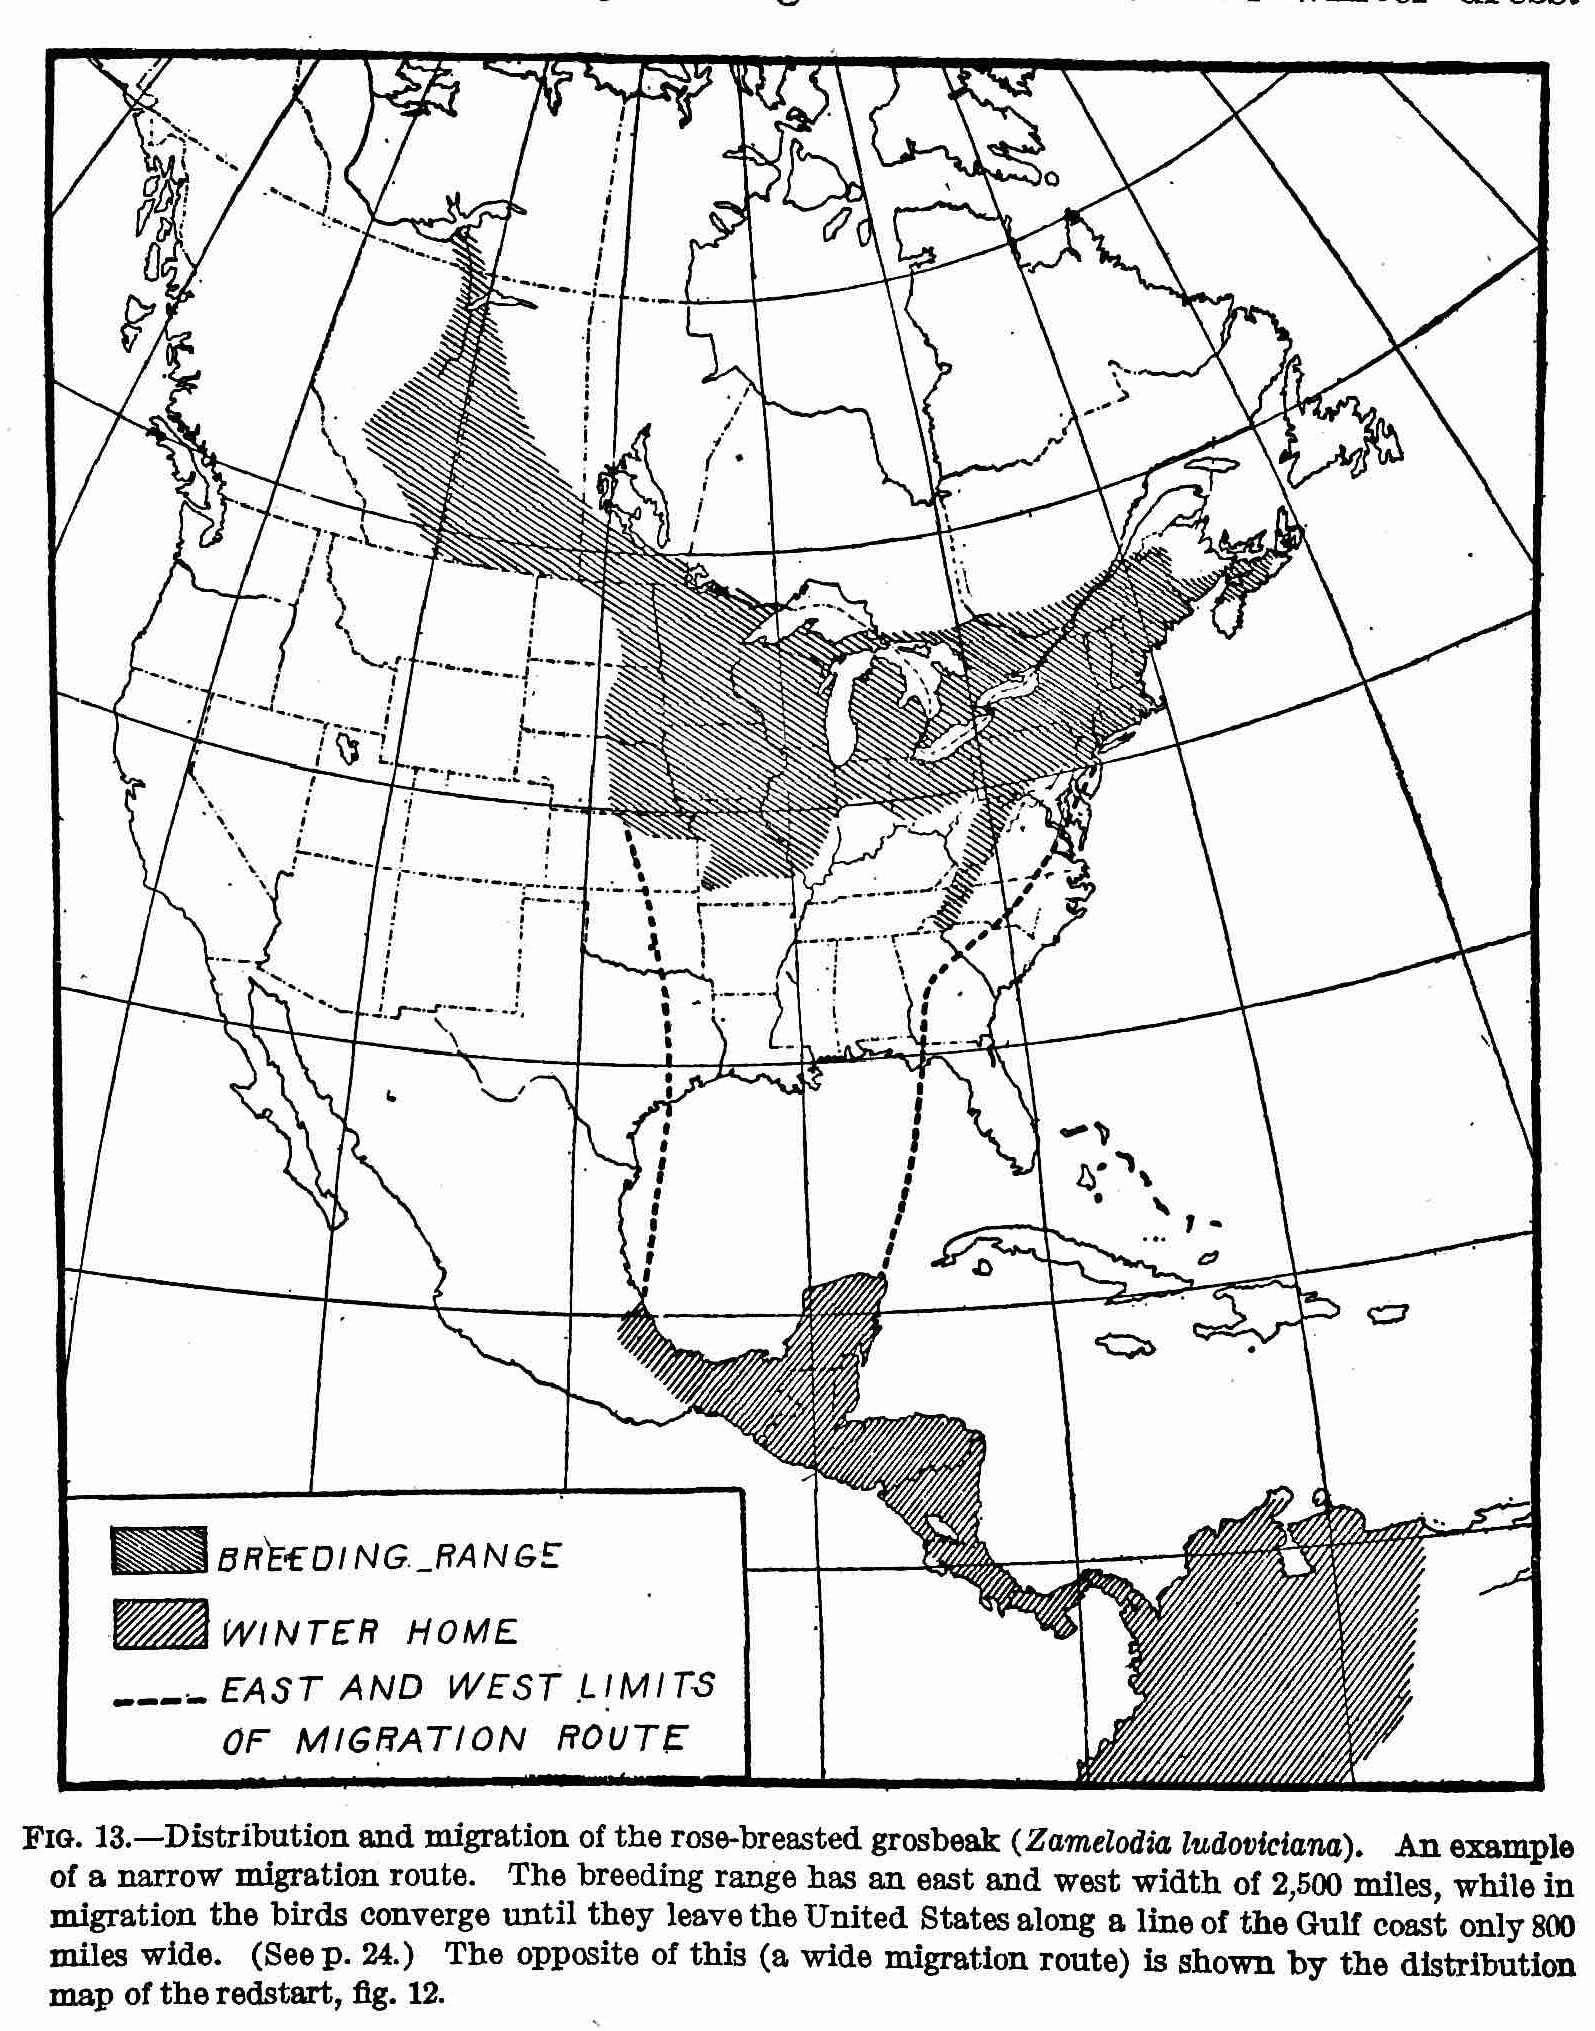 winter dress.
BREEDING_RANGE
WINTER HOME
EAST AND WEST LIMITS
OF MIGRATION ROUTE
FIG. 13.—Distribution and migration of the rose-breasted grosbeak (Zamelodia ludoviciana). An example
of a narrow migration route. The breeding range has an east and west width of 2,500 miles, while in
migration the birds converge until they leave the United States along a line of the Gulf coast only 800
miles wide. (See p. 24.) The opposite of this (a wide migration route) is shown by the distribution
map of the redstart, fig. 12.